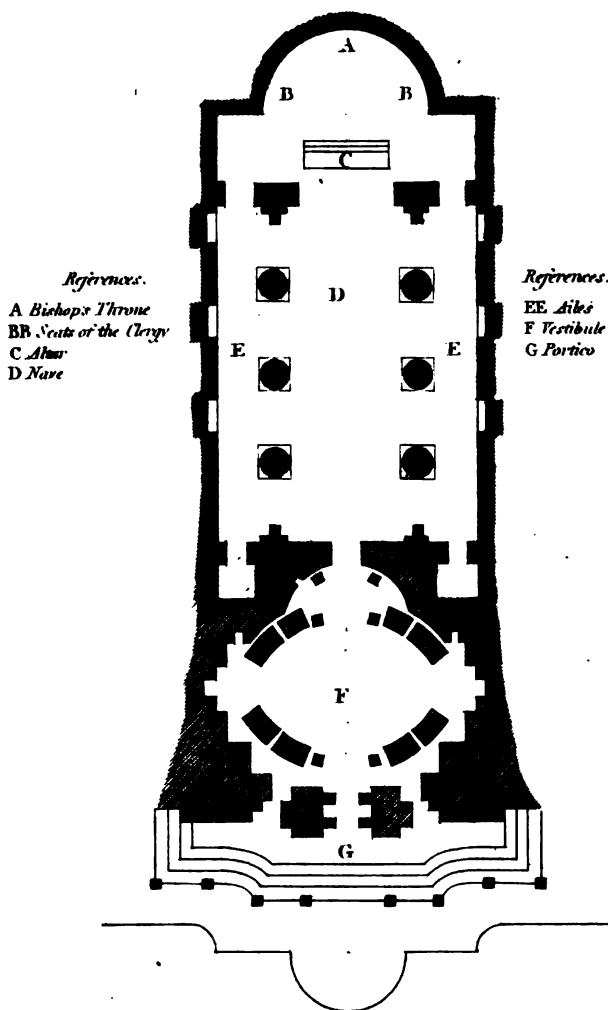 A
B B
C
References.
A Bishop's Throne
BB Seats of the Clergy
C Altar
D Nave
D
E E
References.
EE Ailes
F Vestibule
G Portico
F
G